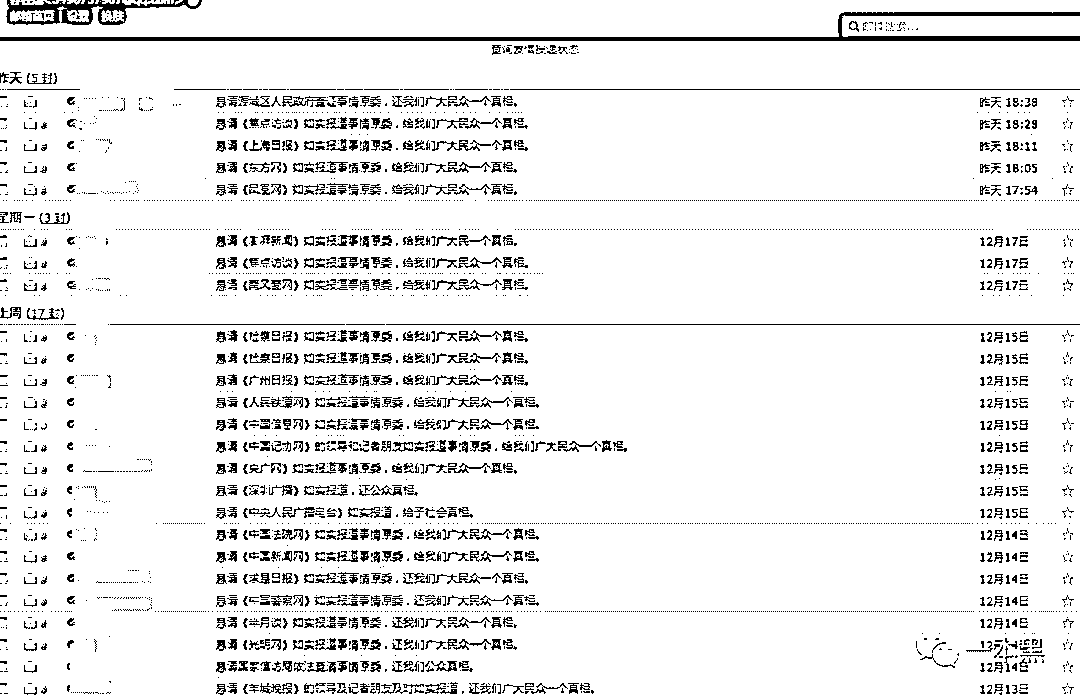 邮箱首页 | 设置 | 换肤
邮件搜索...
查询发信投递状态
昨天 (5 封)
恳请源城区人民政府查证事情原委，还我们广大民众一个真相。 昨天 18:39
恳请《焦点访谈》如实报道事情原委，给我们广大民众一个真相。 昨天 18:29
恳请《上海日报》如实报道事情原委，给我们广大民众一个真相。 昨天 18:11
恳请《东方网》如实报道事情原委，给我们广大民众一个真相。 昨天 18:05
恳请《凤凰网》如实报道事情原委，给我们广大民众一个真相。 昨天 17:54
星期一 (3 封)
恳请《澎湃新闻》如实报道事情原委，给我们广大民一个真相。 12月17日
恳请《焦点访谈》如实报道事情原委，给我们广大民众一个真相。 12月17日
恳请《 网》如实报道事情原委，给我们广大民众一个真相。 12月17日
上周 (17 封)
恳请《检察日报》如实报道事情原委，给我们广大民众一个真相。 12月15日
恳请《检察日报》如实报道事情原委，给我们广大民众一个真相。 12月15日
恳请《广州日报》如实报道事情原委，给我们广大民众一个真相。 12月15日
恳请《人民铁道网》如实报道事情原委，给我们广大民众一个真相。 12月15日
恳请《中国信息网》如实报道事情原委，给我们广大民众一个真相。 12月15日
恳请《中国记协网》的领导和记者朋友如实报道事情原委，给我们广大民众一个真相。 12月15日
恳请《央广网》如实报道事情原委，给我们广大民众一个真相。 12月15日
恳请《深圳广播》如实报道，还公众真相。 12月15日
恳请《中央人民广播电台》如实报道，给予社会真相。 12月15日
恳请《中国法院网》如实报道事情原委，给我们广大民众一个真相。 12月14日
恳请《中国新闻网》如实报道事情原委，给我们广大民众一个真相。 12月14日
恳请《 日报》如实报道事情原委，还我们广大民众一个真相。 12月14日
恳请《中国警察网》如实报道事情原委，还我们广大民众一个真相。 12月14日
恳请《半月谈》如实报道事情原委，给我们广大民众一个真相。 12月14日
恳请《光明网》如实报道事情原委，还我们广大民众一个真相。 12月14日
恳请国家信访局依法查清事情原委，还我们公众真相。 12月14日
恳请《羊城晚报》的领导及记者朋友及时如实报道，还我们广大民众一个真相。 12月13日